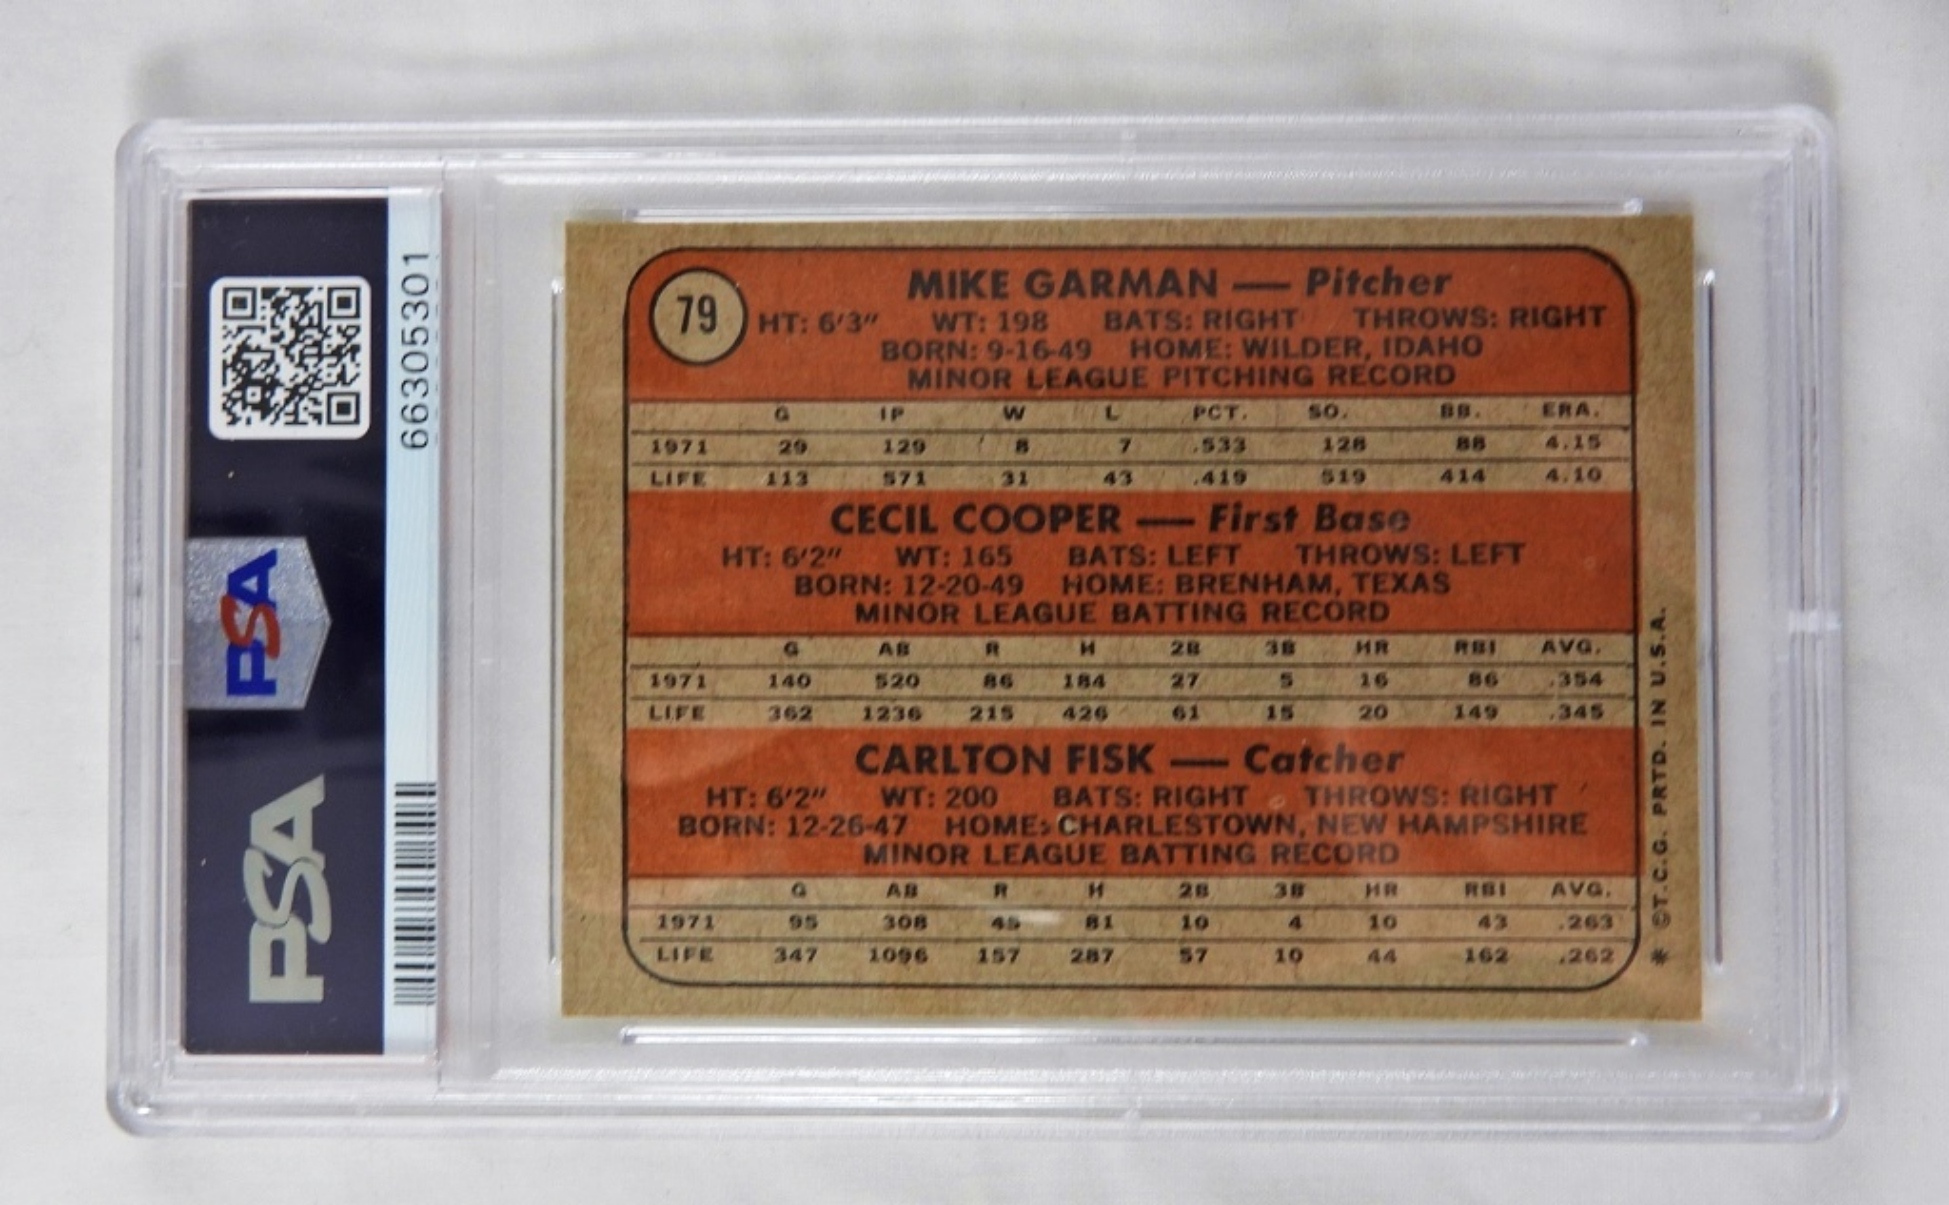 66305301
PSA
PSA
79
MIKE GARMAN — Pitcher
HT: 6'3" WT: 198 BATS: RIGHT THROWS: RIGHT
BORN: 9-16-49 HOME: WILDER, IDAHO
MINOR LEAGUE PITCHING RECORD
G IP W L PCT. SO. BB. ERA.
1971 29 129 8 7 .533 128 88 4.15
LIFE 113 571 31 43 .419 519 414 4.10
CECIL COOPER — First Base
HT: 6'2" WT: 165 BATS: LEFT THROWS: LEFT
BORN: 12-20-49 HOME: BRENHAM, TEXAS
MINOR LEAGUE BATTING RECORD
G AB R H 2B 3B HR RBI AVG.
1971 140 520 86 184 27 5 16 86 .354
LIFE 362 1236 215 426 61 15 20 149 .345
CARLTON FISK — Catcher
HT: 6'2" WT: 200 BATS: RIGHT THROWS: RIGHT
BORN: 12-26-47 HOME: CHARLESTOWN, NEW HAMPSHIRE
MINOR LEAGUE BATTING RECORD
G AB R H 2B 3B HR RBI AVG.
1971 95 308 45 81 10 4 10 43 .263
LIFE 347 1096 157 287 57 10 44 162 .262
* ©T.C.G. PRTD. IN U.S.A.